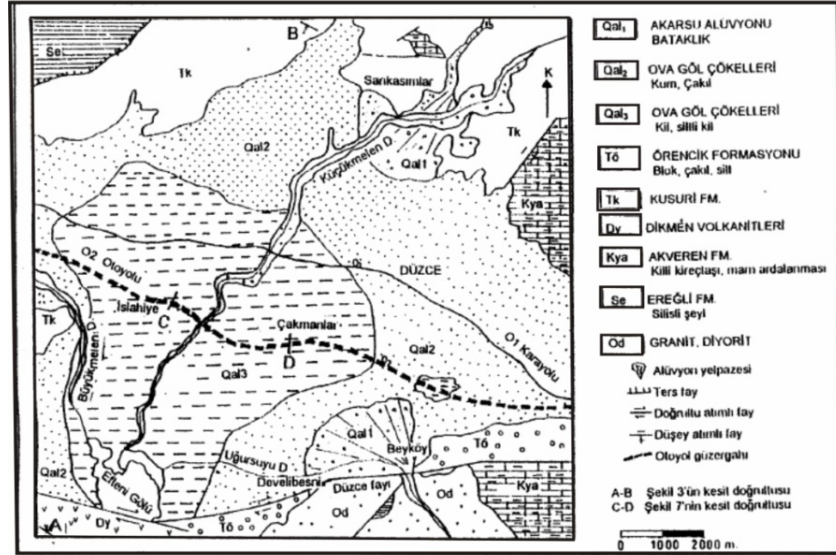 B
Se
Tk
Sarıkasımlar
K
Tk
Qal2
Küçükmelen D.
Qal1
Kya
O2 Otoyolu
DÜZCE
İslahiye
C
Tk
Çakmanlar
O1 Karayolu
Büyükmelen D.
D
Qal3
Qal2
Qal1
Uğursuyu D
Beyköy
Tö
Qal2
Efteni Gölü
Develibesni
Düzce fayı
Od
Od
Kya
A
Dy
Tö
Qal1 AKARSU ALÜVYONU
BATAKLIK
Qal2 OVA GÖL ÇÖKELLERİ
Kum, Çakıl
Qal3 OVA GÖL ÇÖKELLERİ
Kil, siltli kil
Tö ÖRENCİK FORMASYONU
Blok, çakıl, silt
Tk KUSURİ FM.
Dy DİKMEN VOLKANİTLERİ
Kya AKVEREN FM.
Killi kireçtaşı, marn ardalanması
Se EREĞLİ FM.
Silisli şeyl
Od GRANİT, DİYORİT
Alüvyon yelpazesi
Ters fay
Doğrultu atımlı fay
Düşey atımlı fay
Otoyol güzergahı
A-B Şekil 3'ün kesit doğrultusu
C-D Şekil 7'nin kesit doğrultusu
0 1000 2000 m.